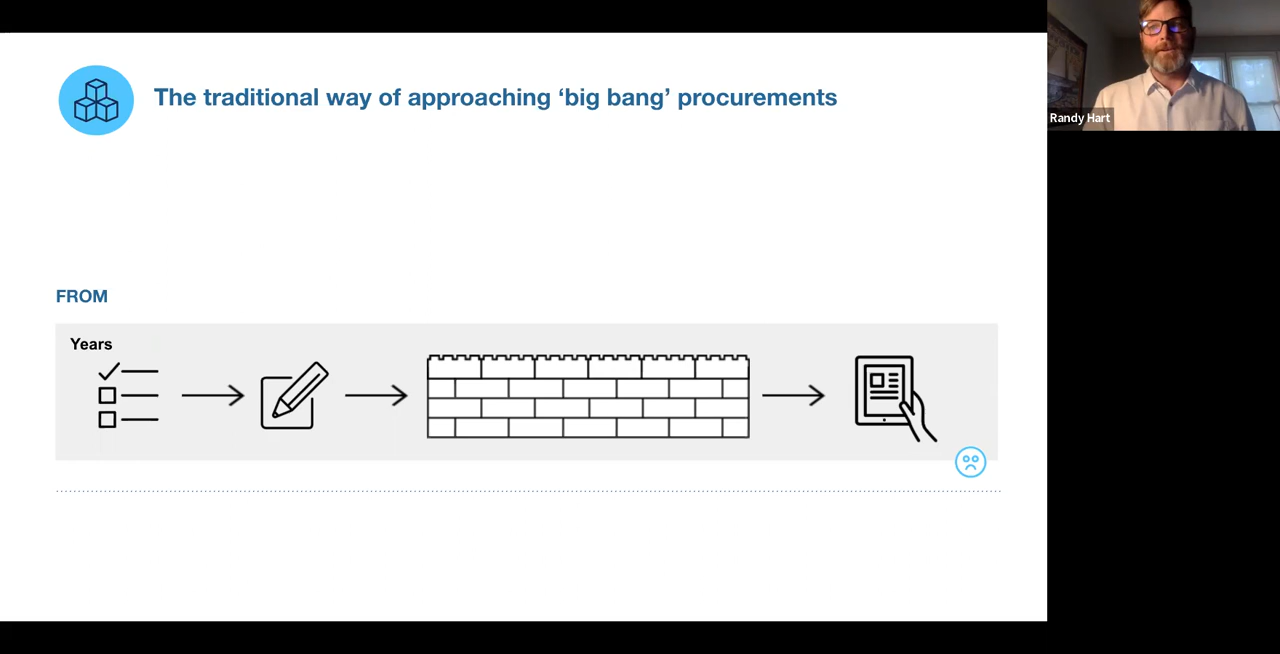 The traditional way of approaching ‘big bang’ procurements
Randy Hart
FROM
Years